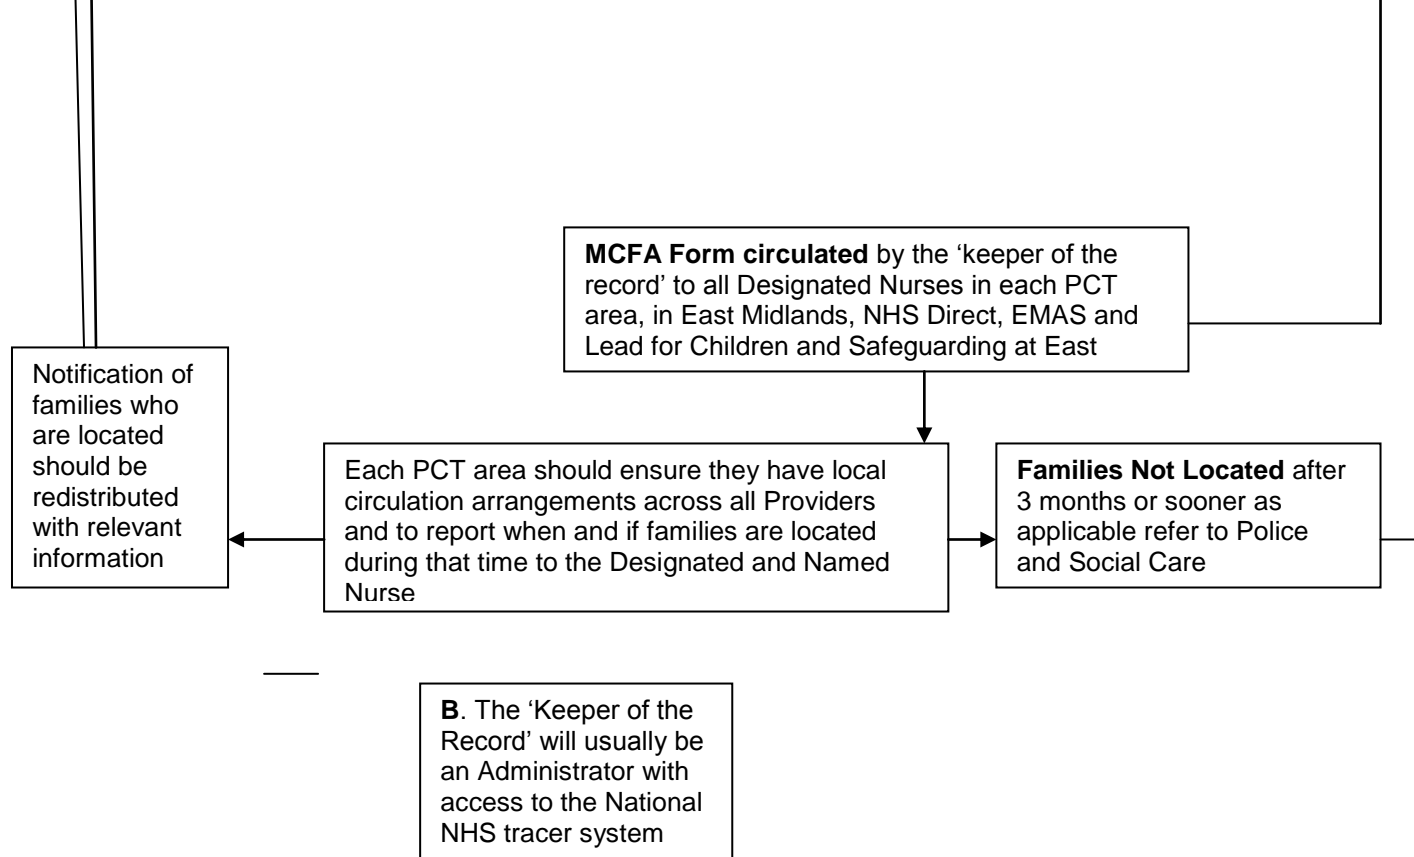 MCFA Form circulated by the ‘keeper of the
record’ to all Designated Nurses in each PCT
area, in East Midlands, NHS Direct, EMAS and
Lead for Children and Safeguarding at East
Notification of
families who
are located
should be
redistributed
with relevant
information
Each PCT area should ensure they have local
circulation arrangements across all Providers
and to report when and if families are located
during that time to the Designated and Named
Nurse
Families Not Located after
3 months or sooner as
applicable refer to Police
and Social Care
B. The ‘Keeper of the
Record’ will usually be
an Administrator with
access to the National
NHS tracer system